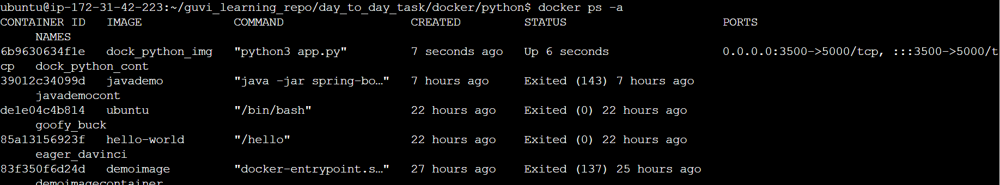 ubuntu@ip-172-31-42-223:~/guvi_learning_repo/day_to_day_task/docker/python$ docker ps -a
CONTAINER ID   IMAGE             COMMAND                  CREATED         STATUS                      PORTS
     NAMES
6b9630634f1e   dock_python_img   "python3 app.py"         7 seconds ago   Up 6 seconds                0.0.0.0:3500->5000/tcp, :::3500->5000/t
cp   dock_python_cont
39012c34099d   javademo          "java -jar spring-bo…"   7 hours ago     Exited (143) 7 hours ago
     javademocont
de1e04c4b814   ubuntu            "/bin/bash"              22 hours ago    Exited (0) 22 hours ago
     goofy_buck
85a13156923f   hello-world       "/hello"                 22 hours ago    Exited (0) 22 hours ago
     eager_davinci
83f350f6d24d   demoimage         "docker-entrypoint.s…"   27 hours ago    Exited (137) 25 hours ago
     demoimagecontainer